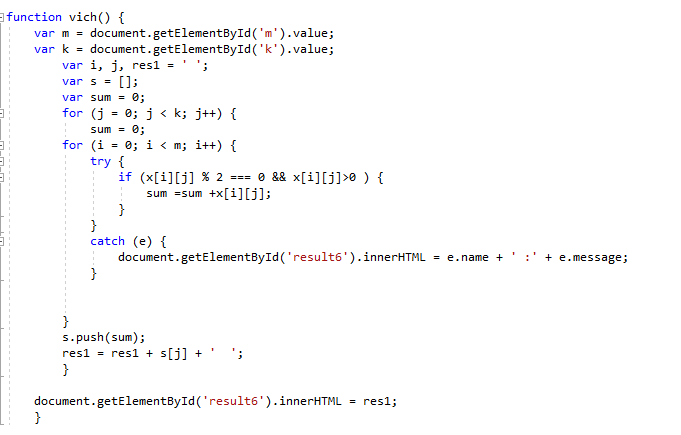 function vich() {
    var m = document.getElementById('m').value;
    var k = document.getElementById('k').value;
        var i, j, res1 = ' ';
        var s = [];
        var sum = 0;
        for (j = 0; j < k; j++) {
            sum = 0;
        for (i = 0; i < m; i++) {
            try {
                if (x[i][j] % 2 === 0 && x[i][j]>0 ) {
                    sum =sum +x[i][j];
                }
            }
            catch (e) {
                document.getElementById('result6').innerHTML = e.name + ' :' + e.message;
            }
        }
        s.push(sum);
        res1 = res1 + s[j] + '  ';
        }
    document.getElementById('result6').innerHTML = res1;
    }